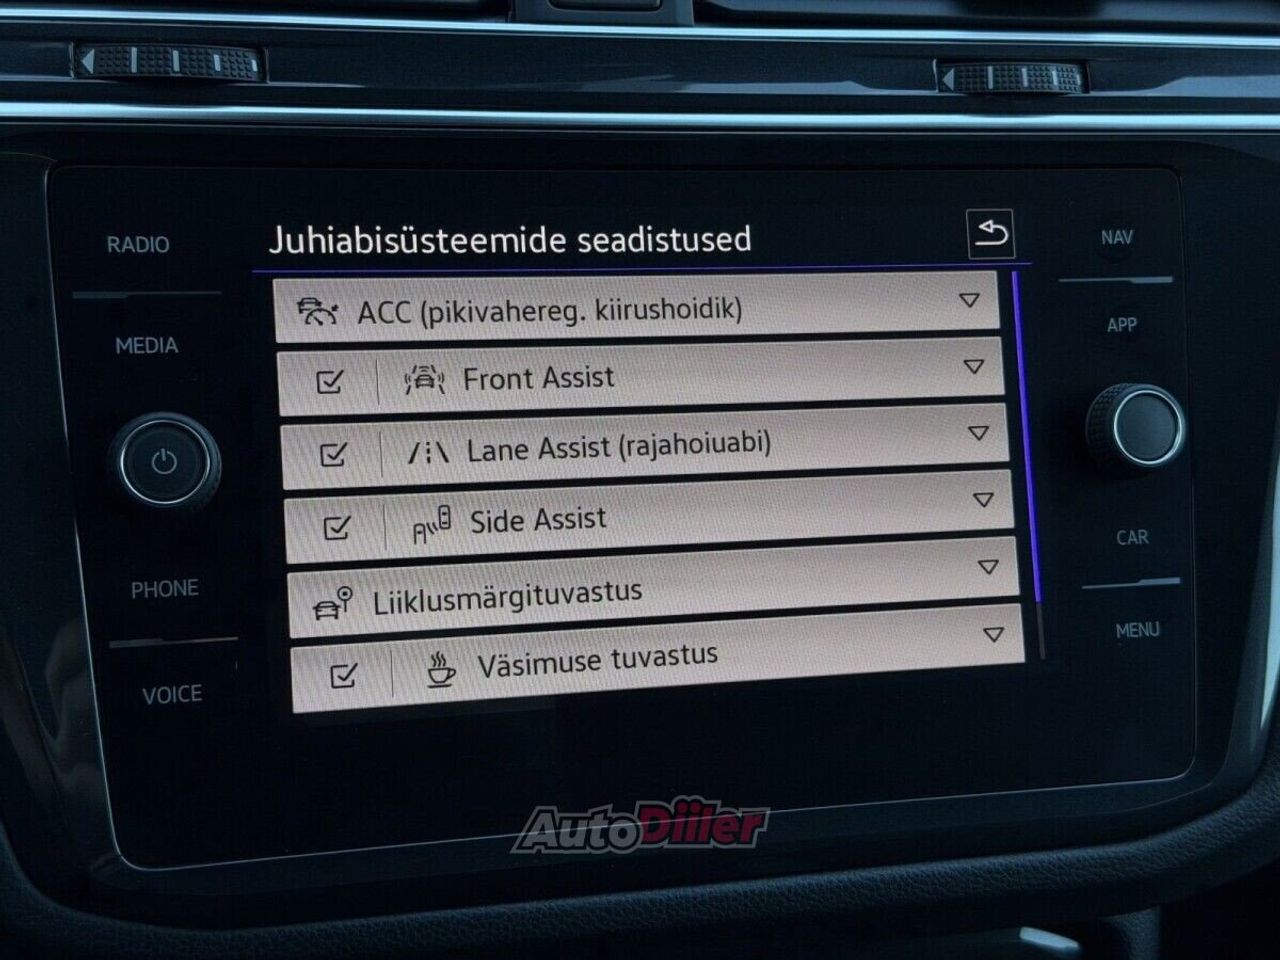 RADIO
MEDIA
PHONE
VOICE
Juhiabisüsteemide seadistused
ACC (pikivahereg. kiirushoidik)
Front Assist
Lane Assist (rajahoiuabi)
Side Assist
Liiklusmärgituvastus
Väsimuse tuvastus
NAV
APP
CAR
MENU
AutoDiiler